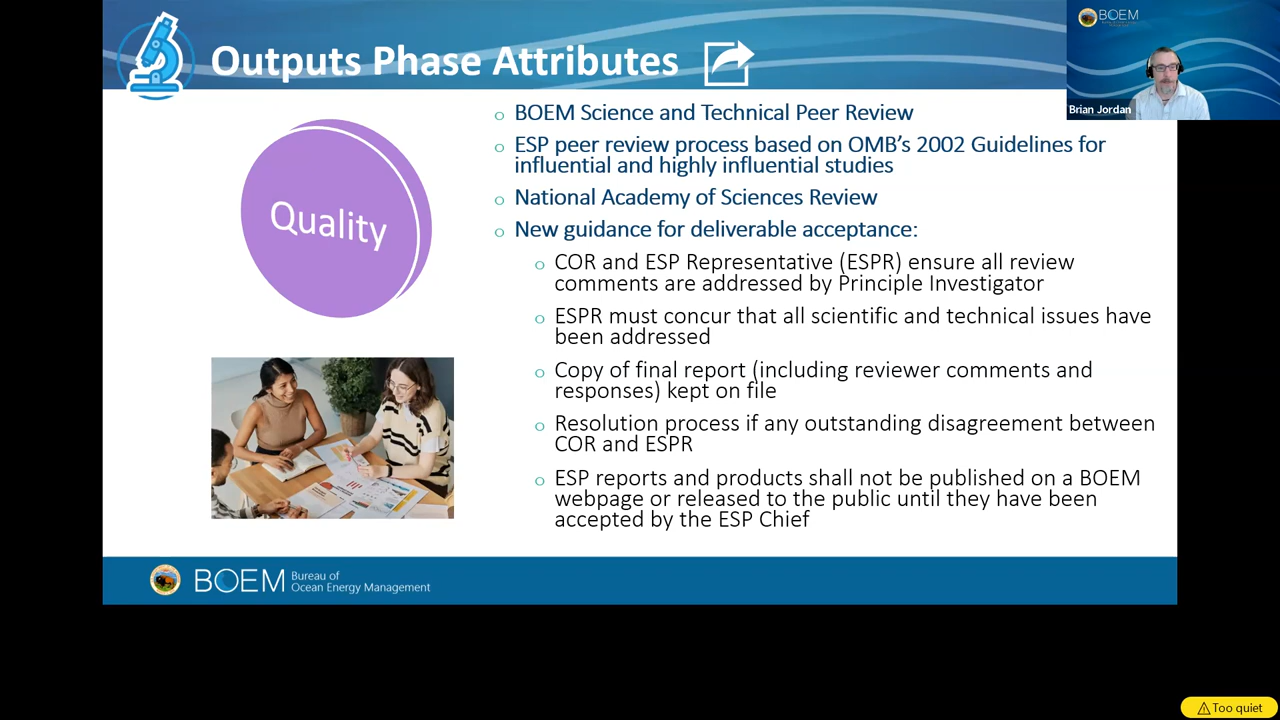 Outputs Phase Attributes
BOEM
Brian Jordan
Quality
o BOEM Science and Technical Peer Review
o ESP peer review process based on OMB's 2002 Guidelines for
influential and highly influential studies
o National Academy of Sciences Review
o New guidance for deliverable acceptance:
o COR and ESP Representative (ESPR) ensure all review
comments are addressed by Principle Investigator
o ESPR must concur that all scientific and technical issues have
been addressed
o Copy of final report (including reviewer comments and
responses) kept on file
o Resolution process if any outstanding disagreement between
COR and ESPR
o ESP reports and products shall not be published on a BOEM
webpage or released to the public until they have been
accepted by the ESP Chief
BOEM Bureau of
Ocean Energy Management
Too quiet